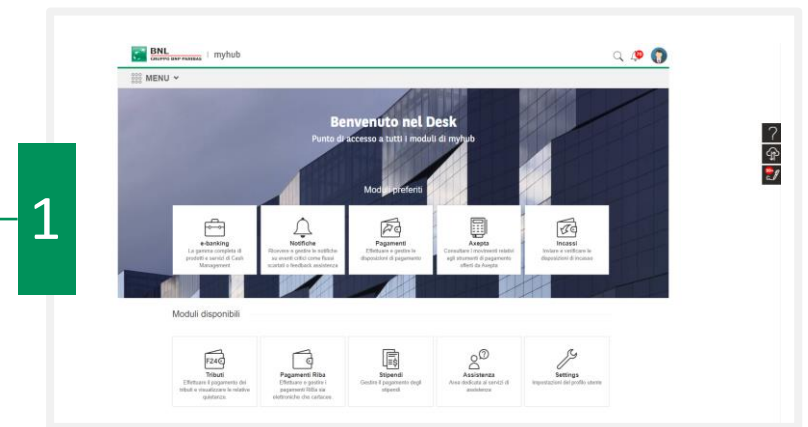 1
BNL
GRUPPO BNP PARIBAS
myhub
MENU
Benvenuto nel Desk
Punto di accesso a tutti i moduli di myhub
Moduli preferiti
e-banking
La gamma completa di
prodotti e servizi di Cash
Management
Notifiche
Ricevere e gestire le notifiche
su eventi critici come flussi
scartati e feedback assistenza
Pagamenti
Effettuare e gestire le
disposizioni di pagamento
Axepta
Consultare i movimenti relativi
agli strumenti di pagamento
offerti da Axepta
Incassi
Inviare e verificare le
disposizioni di incasso
Moduli disponibili
F24
Tributi
Effettuare il pagamento dei
tributi e visualizzare le relative
quietanze
Pagamenti Riba
Effettuare e gestire i
pagamenti RiBa sia
elettroniche che cartacee
Stipendi
Gestire il pagamento degli
stipendi
Assistenza
Area dedicata ai servizi di
assistenza
Settings
Impostazioni del profilo utente
?